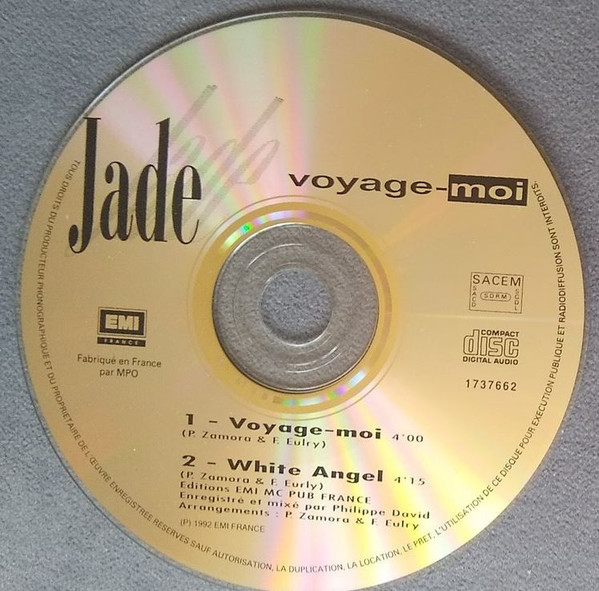 Jade
voyage-moi
EMI
FRANCE
Fabriqué en France
par MPO
SACEM
SACD
SDRM
SGDL
COMPACT
disc
DIGITAL AUDIO
1737662
1 - Voyage-moi 4'00
(P. Zamora & F. Eulry)
2 - White Angel 4'15
(P. Zamora & F. Eurly)
Editions EMI MC PUB FRANCE
Enregistré et mixé par Philippe David
Arrangements : P. Zamora & F. Eulry
(P) 1992 EMI FRANCE
TOUS DROITS DU PRODUCTEUR PHONOGRAPHIQUE ET DU PROPRIETAIRE DE L'ŒUVRE ENREGISTREE RESERVES SAUF AUTORISATION, LA DUPLICATION, LA LOCATION, LE PRET, L'UTILISATION DE CE DISQUE POUR EXECUTION PUBLIQUE ET RADIODIFFUSION SONT INTERDITS.